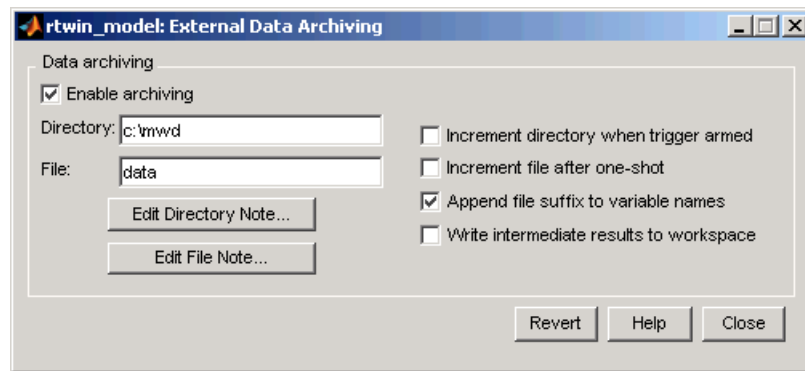 rtwin_model: External Data Archiving
Data archiving
Enable archiving
Directory: c:\mwd
File: data
Edit Directory Note...
Edit File Note...
Increment directory when trigger armed
Increment file after one-shot
Append file suffix to variable names
Write intermediate results to workspace
Revert Help Close